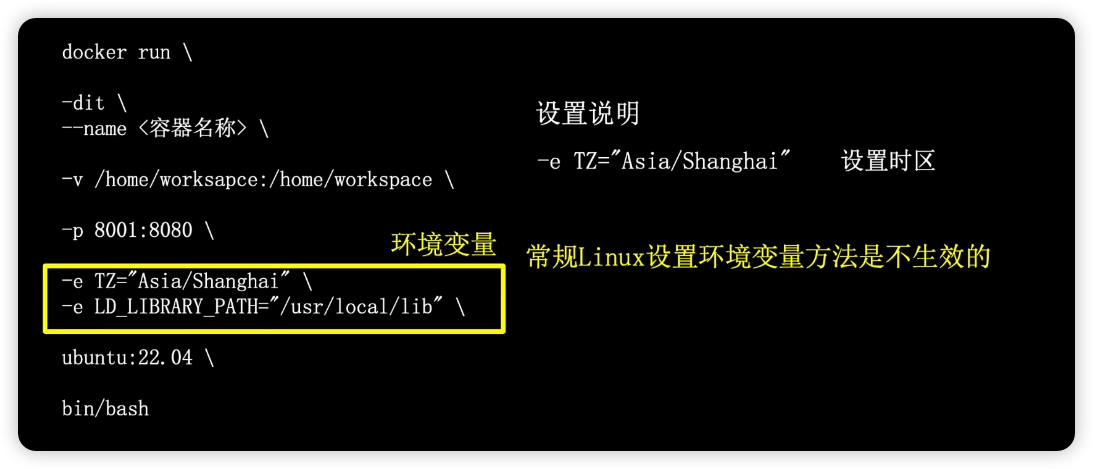 docker run \
-dit \
--name <容器名称> \
-v /home/worksapce:/home/workspace \
-p 8001:8080 \
环境变量
-e TZ="Asia/Shanghai" \
-e LD_LIBRARY_PATH="/usr/local/lib" \
ubuntu:22.04 \
bin/bash
设置说明
-e TZ="Asia/Shanghai" 设置时区
常规Linux设置环境变量方法是不生效的